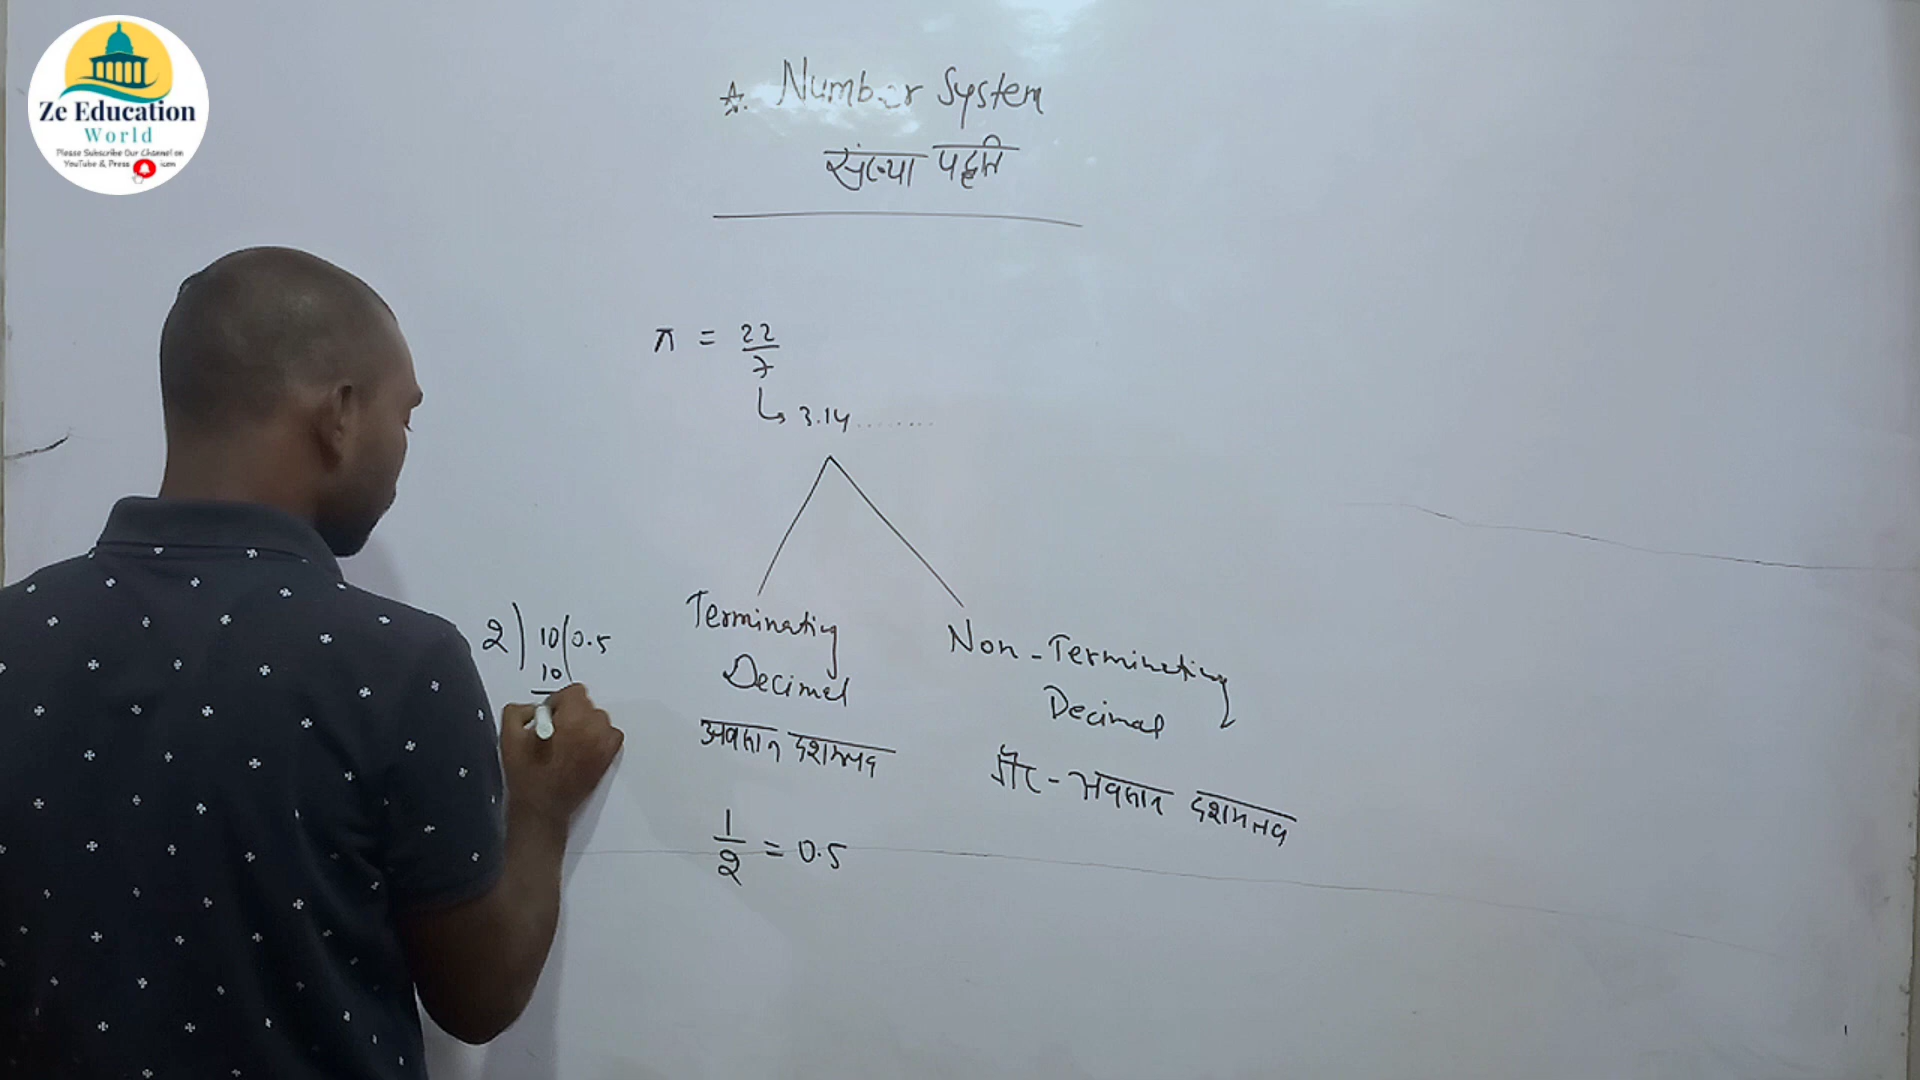 Ze Education
World
Please Subscribe Our Channel on
YouTube & Press icon
☆. Number System
संख्या पद्धति
π = 22/7
↳ 3.14........
Terminating
Decimal
अवसान दशमलव
1/2 = 0.5
Non-Terminating
Decimal
गैर-अवसान दशमलव
2) 10 (0.5
10